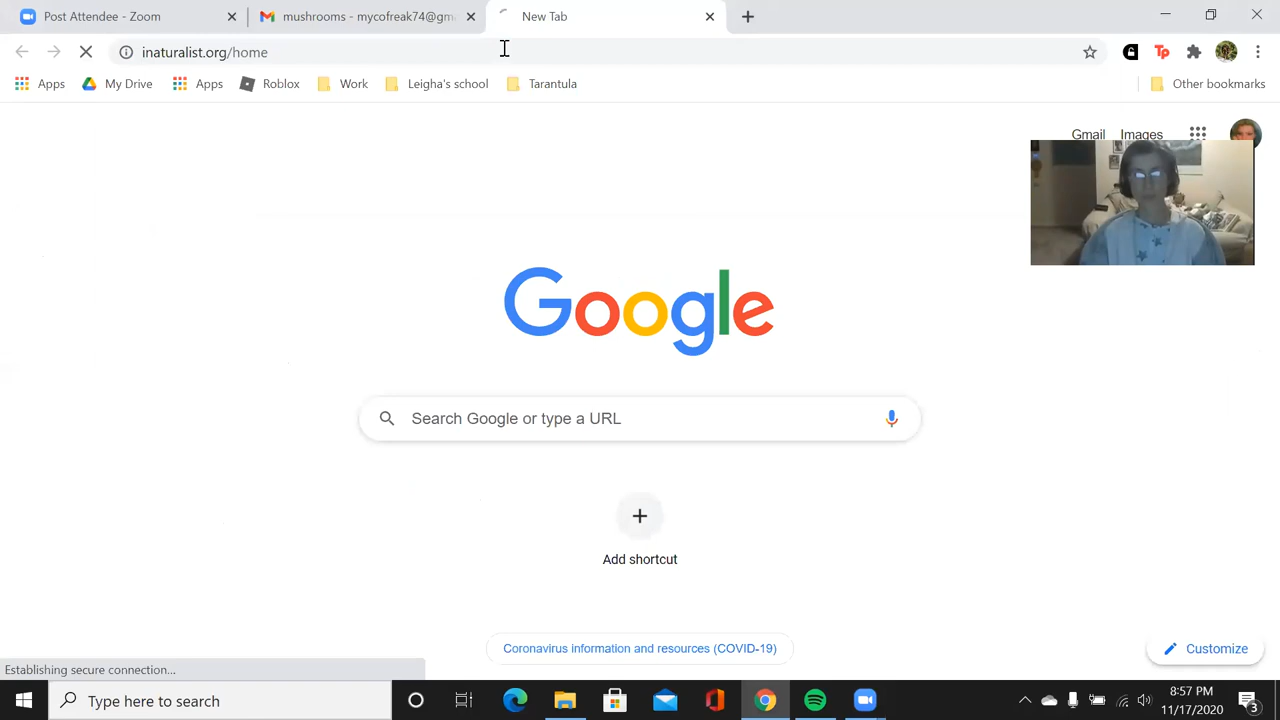 Post Attendee - Zoom
mushrooms - mycofreak74@gm
New Tab
inaturalist.org/home
Tp
Apps
My Drive
Apps
Roblox
Work
Leigha's school
Tarantula
Other bookmarks
Gmail
Images
Google
Search Google or type a URL
Add shortcut
Coronavirus information and resources (COVID-19)
Customize
Establishing secure connection...
Type here to search
8:57 PM
11/17/2020
3